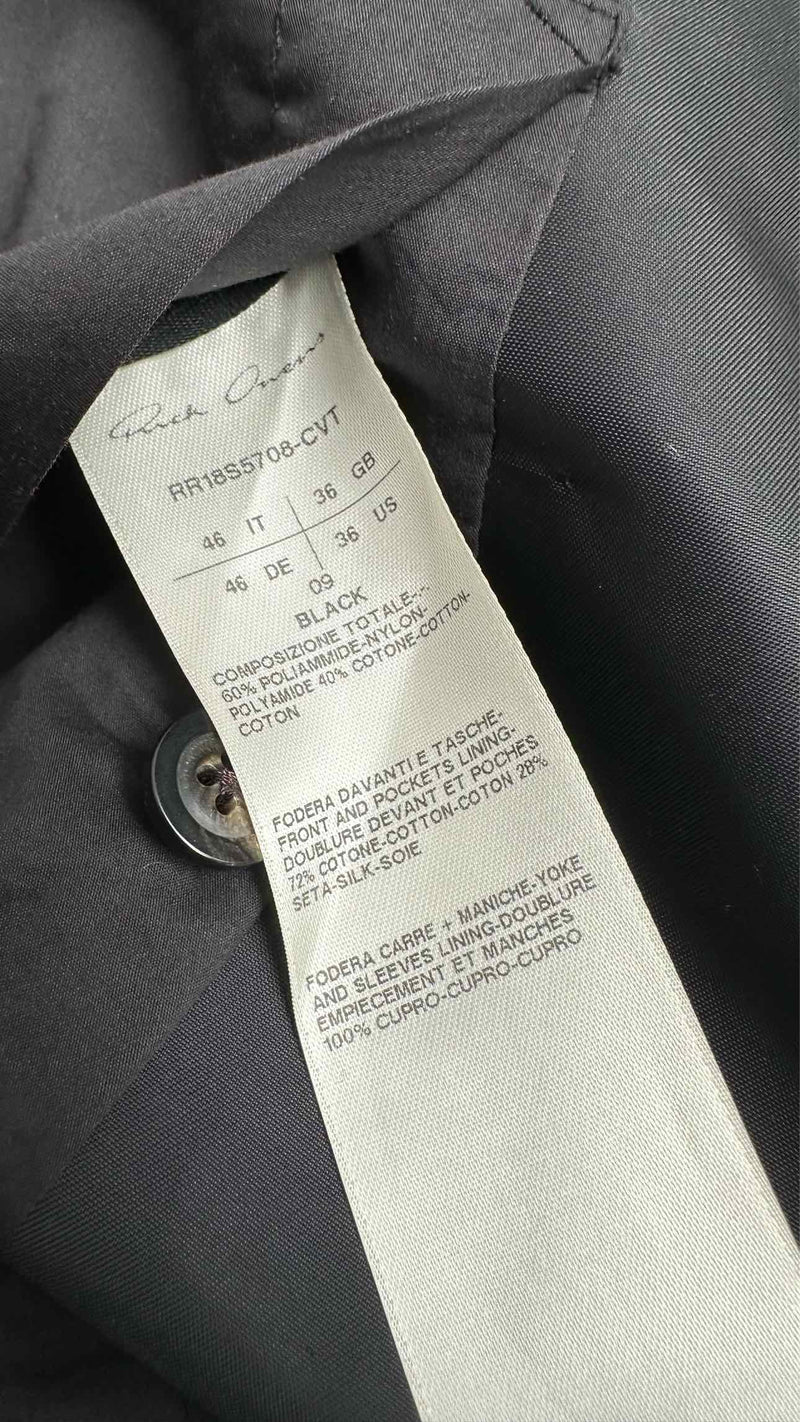 Rick Owens
RR18S5708-CVT
46 IT 36 GB
46 DE 36 US
09
BLACK
COMPOSIZIONE TOTALE-.-
60% POLIAMMIDE-NYLON-
POLYAMIDE 40% COTONE-COTTON-
COTON
FODERA DAVANTI E TASCHE-
FRONT AND POCKETS LINING-
DOUBLURE DEVANT ET POCHES
72% COTONE-COTTON-COTON 28%
SETA-SILK-SOIE
FODERA CARRE + MANICHE-YOKE
AND SLEEVES LINING-DOUBLURE
EMPIECEMENT ET MANCHES
100% CUPRO-CUPRO-CUPRO